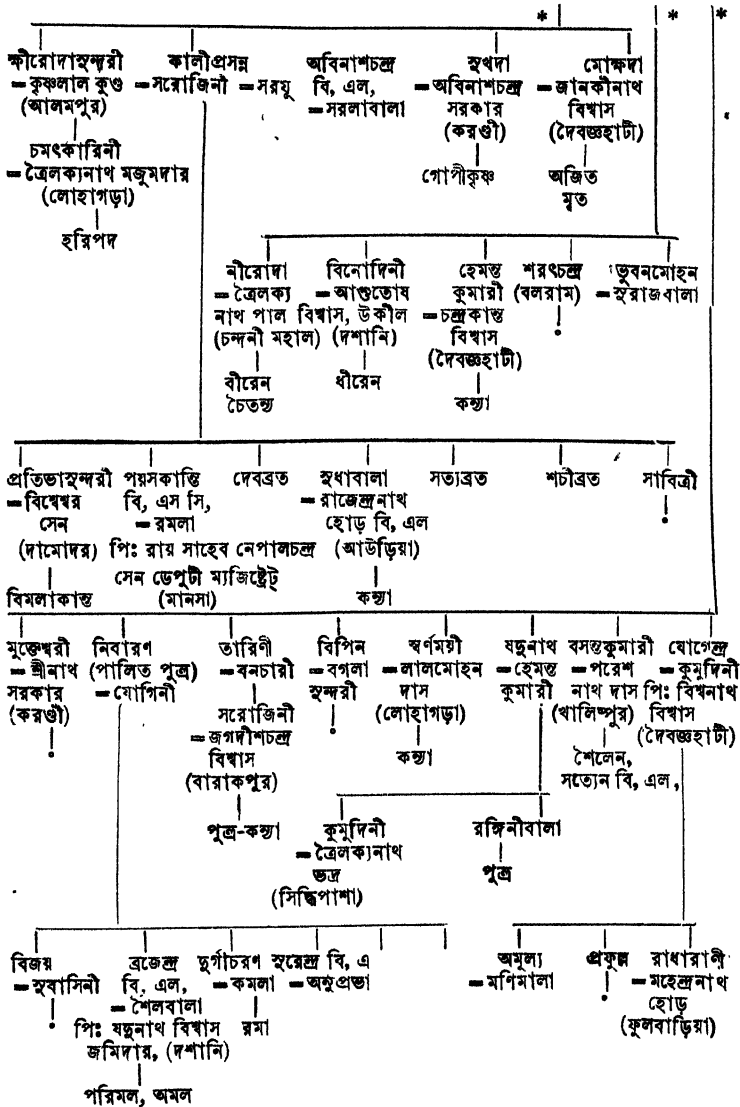 * * *
ক্ষীরোদাসুন্দরী কালীপ্রসন্ন অবিনাশচন্দ্র সুখদা মোক্ষদা
=কৃষ্ণলাল কুণ্ডু =সরোজিনী =সরযূ বি, এল, =অবিনাশচন্দ্র =জানকীনাথ
(আলমপুর) =সরলাবালা সরকার বিশ্বাস
(করণ্ডী) (দৈবজ্ঞহাটী)
চমৎকারিনী
=ত্রৈলক্যনাথ মজুমদার গোপীকৃষ্ণ অজিত
(লোহাগড়া) মৃত
হরিপদ
নীরোদা বিনোদিনী হেমন্ত শরৎচন্দ্র ভুবনমোহন
=ত্রৈলক্য =আশুতোষ কুমারী (বলরাম) =সুরাজবালা
নাথ পাল বিশ্বাস, উকীল =চন্দ্রকান্ত
(চন্দনী মহাল) (দশানি) বিশ্বাস
(দৈবজ্ঞহাটী)
বীরেন ধীরেন
চৈতন্য কন্যা
প্রতিভাসুন্দরী পয়সকান্তি দেবব্রত সুধাবালা সত্যব্রত শচীব্রত সাবিত্রী
=বিশ্বেশ্বর বি, এস সি, =রাজেন্দ্রনাথ
সেন =রমলা হোড় বি, এল
(দামোদর) পিঃ রায় সাহেব নেপালচন্দ্র (আউড়িয়া)
সেন ডেপুটী ম্যাজিষ্ট্রেট্
বিমলাকান্ত (মানসা) কন্যা
মুক্তেশ্বরী নিবারণ তারিণী বিপিন স্বর্ণময়ী যদুনাথ বসন্তকুমারী যোগেন্দ্র
=শ্রীনাথ (পালিত পুত্র) =বনচারী =বগলা =লালমোহন =হেমন্ত =পরেশ =কুমুদিনী
সরকার =যোগিনী সুন্দরী দাস কুমারী নাথ দাস পিঃ বিশ্বনাথ
(করণ্ডী) সরোজিনী (লোহাগড়া) (খালিষপুর) বিশ্বাস
=জগদীশচন্দ্র (দৈবজ্ঞহাটী)
বিশ্বাস কন্যা শৈলেন,
(বারাকপুর) সত্যেন বি, এল,
পুত্র-কন্যা কুমুদিনী রঙ্গিনীবালা
=ত্রৈলক্যনাথ
ভদ্র পুত্র
(সিদ্ধিপাশা)
বিজয় ব্রজেন্দ্র দুর্গাচরণ সুরেন্দ্র বি, এ অমূল্য প্রফুল্ল রাধারাণী
=সুবাসিনী বি, এল, =কমলা =অনুপ্রভা =মণিমালা =মহেন্দ্রনাথ
=শৈলবালা হোড়
পিঃ যদুনাথ বিশ্বাস রমা (ফুলবাড়িয়া)
জমিদার, (দশানি)
পরিমল, অমল